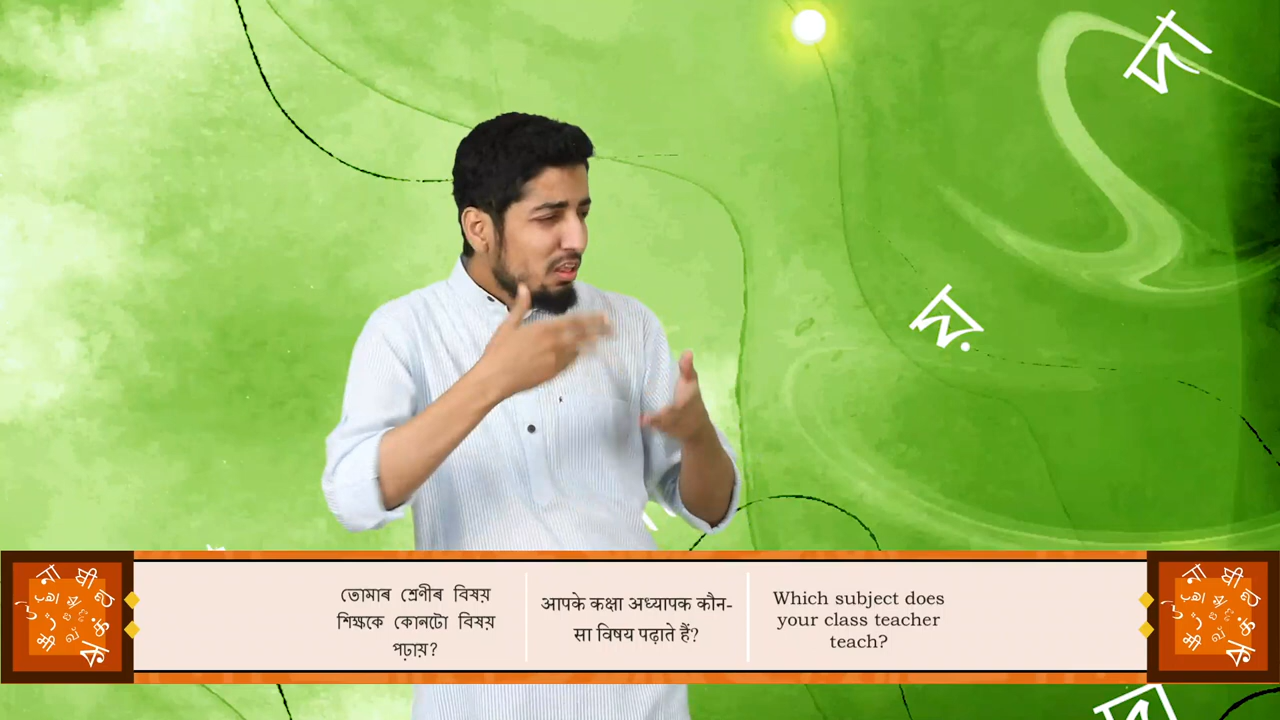 তোমাৰ শ্ৰেণীৰ বিষয়
শিক্ষকে কোনটো বিষয়
পঢ়ায়?
आपके कक्षा अध्यापक कौन-
सा विषय पढ़ाते हैं?
Which subject does
your class teacher
teach?